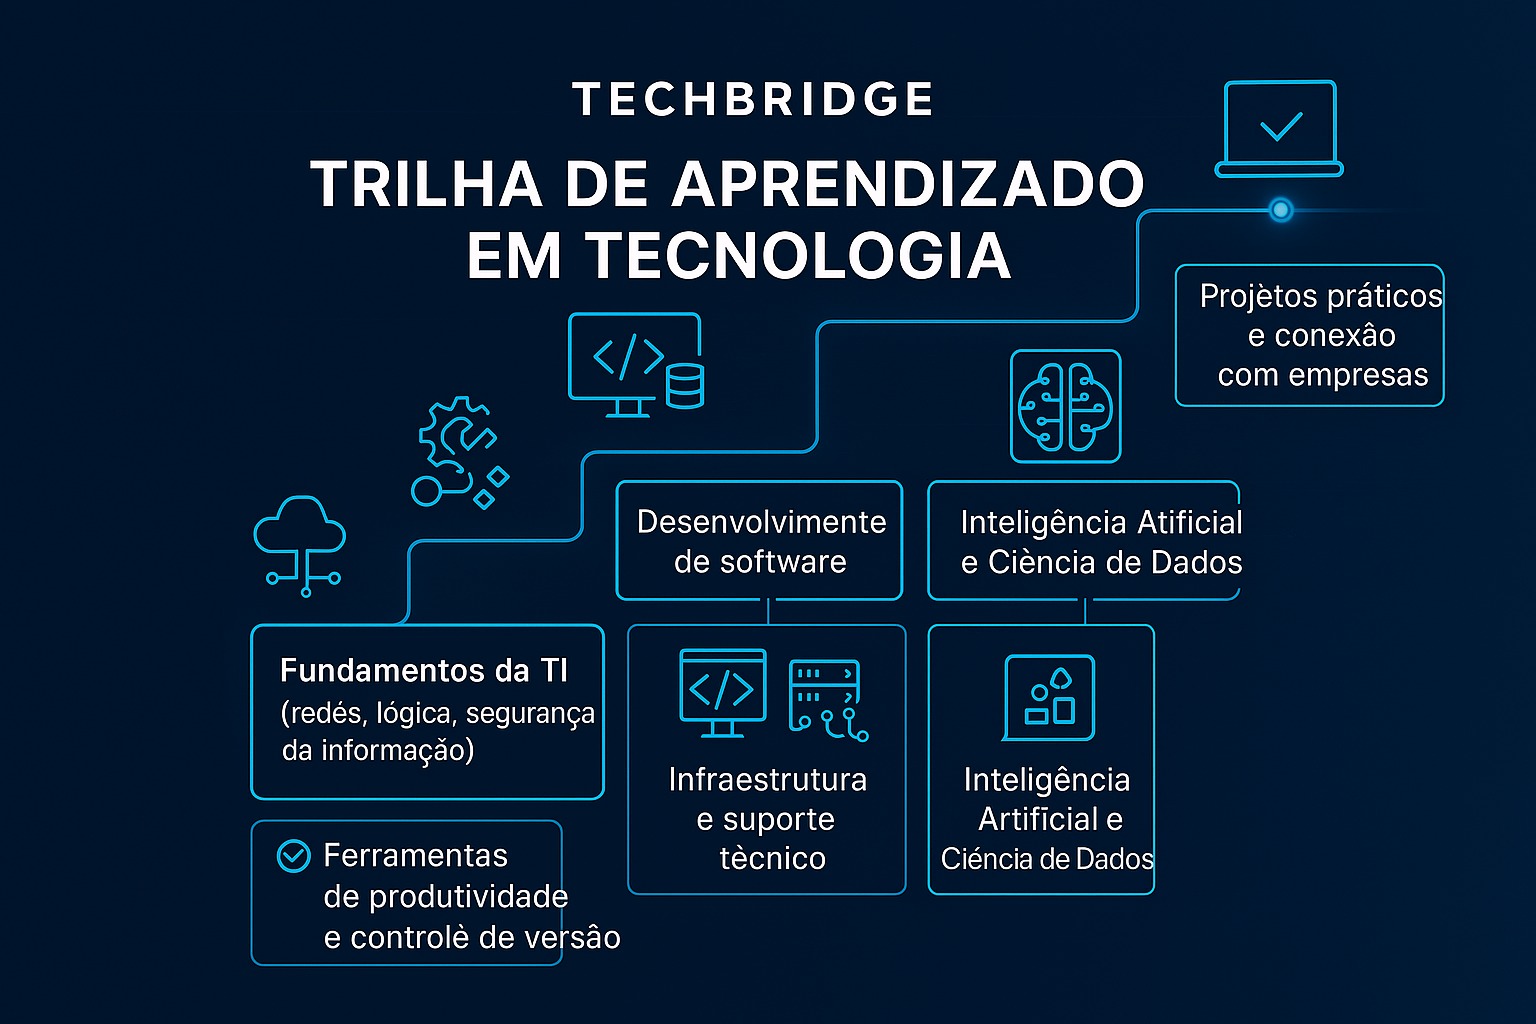 TECHBRIDGE
TRILHA DE APRENDIZADO
EM TECNOLOGIA
Projètos práticos
e conexâo
com empresas
Desenvolvimente
de software
Inteligência Atificial
e Ciència de Dados
Fundamentos da TI
(redés, lógica, segurança
da informaçăo)
Ferramentas
de produtividade
e controlè de versâo
Infraestrutura
e suporte
tècnico
Inteligência
Artificial e
Ciéncia de Dados